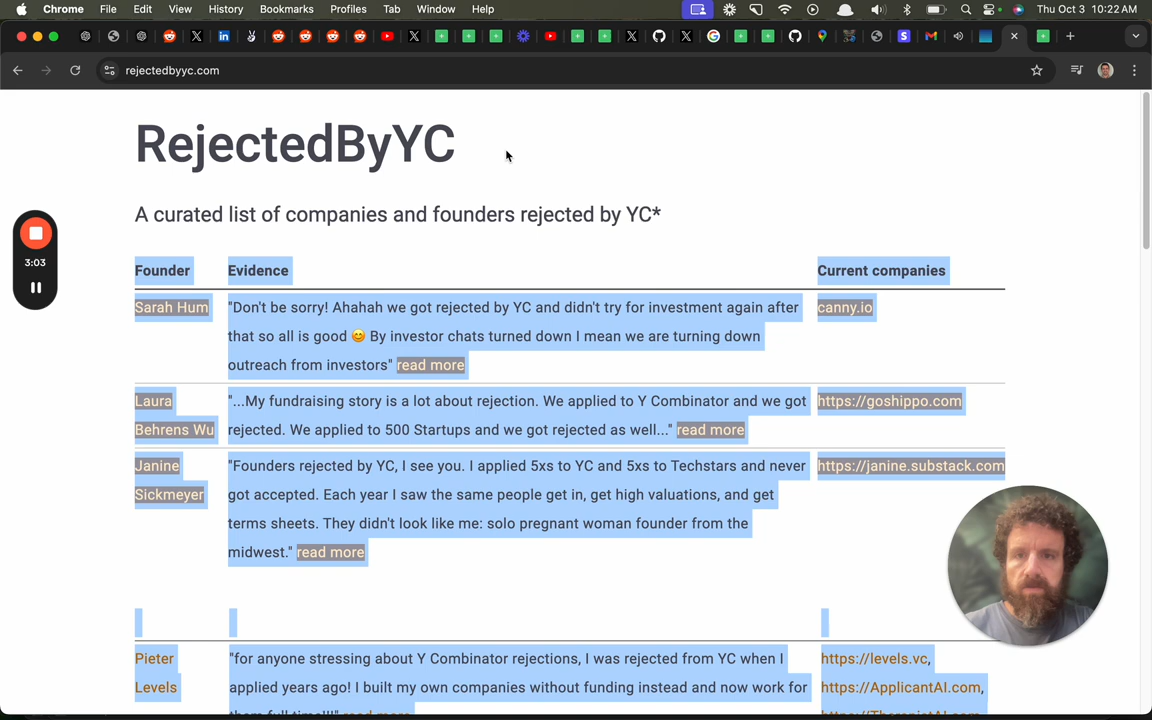 Chrome File Edit View History Bookmarks Profiles Tab Window Help Thu Oct 3 10:22 AM
rejectedbyyc.com
RejectedByYC
A curated list of companies and founders rejected by YC*
3:03
Founder Evidence Current companies
Sarah Hum "Don't be sorry! Ahahah we got rejected by YC and didn't try for investment again after canny.io
that so all is good 😊 By investor chats turned down I mean we are turning down
outreach from investors" read more
Laura "...My fundraising story is a lot about rejection. We applied to Y Combinator and we got https://goshippo.com
Behrens Wu rejected. We applied to 500 Startups and we got rejected as well..." read more
Janine "Founders rejected by YC, I see you. I applied 5xs to YC and 5xs to Techstars and never https://janine.substack.com
Sickmeyer got accepted. Each year I saw the same people get in, get high valuations, and get
terms sheets. They didn't look like me: solo pregnant woman founder from the
midwest." read more
Pieter "for anyone stressing about Y Combinator rejections, I was rejected from YC when I https://levels.vc,
Levels applied years ago! I built my own companies without funding instead and now work for https://ApplicantAI.com,
them full time!!!" read more https://TherapistAI.com